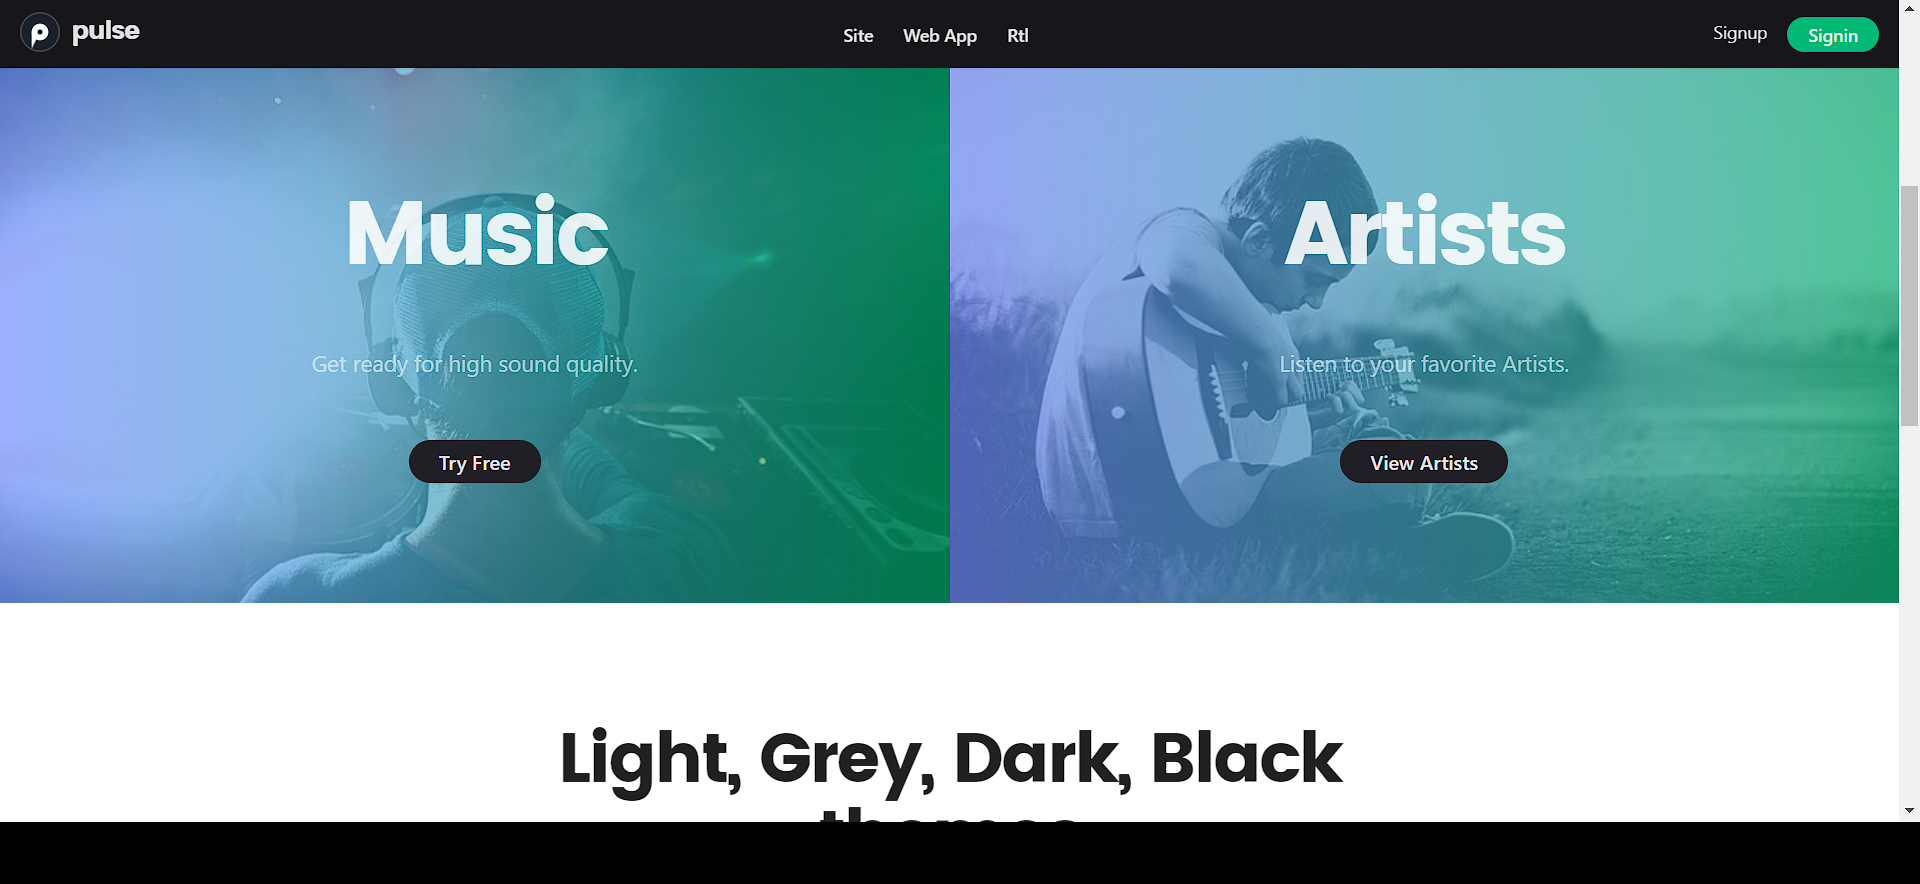 pulse
Site Web App Rtl
Signup Signin
Music
Get ready for high sound quality.
Try Free
Artists
Listen to your favorite Artists.
View Artists
Light, Grey, Dark, Black
themes